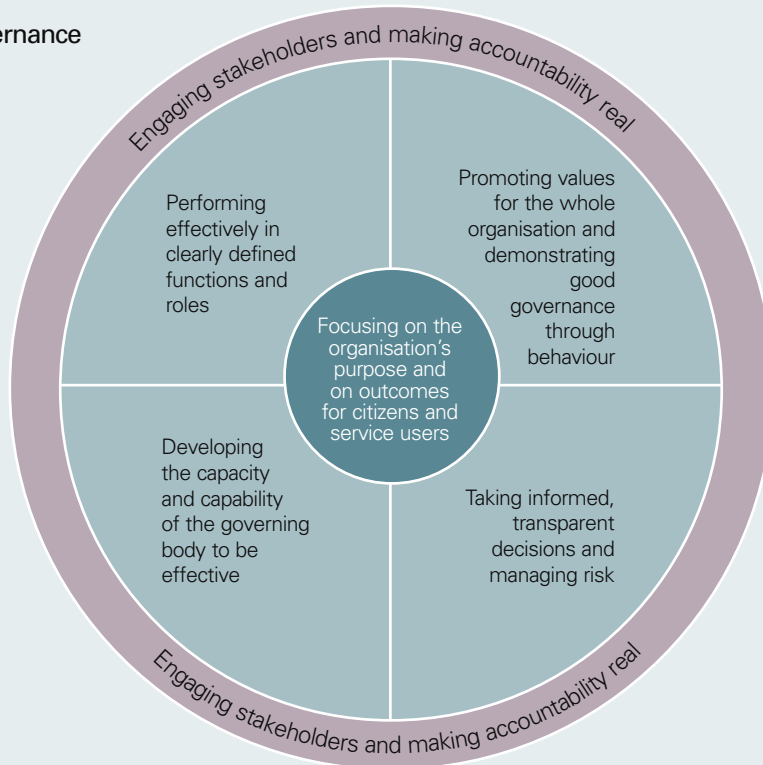 ernance
Engaging stakeholders and making accountability real
Performing
effectively in
clearly defined
functions and
roles
Promoting values
for the whole
organisation and
demonstrating
good
governance
through
behaviour
Focusing on the
organisation’s
purpose and
on outcomes
for citizens and
service users
Developing
the capacity
and capability
of the governing
body to be
effective
Taking informed,
transparent
decisions and
managing risk
Engaging stakeholders and making accountability real